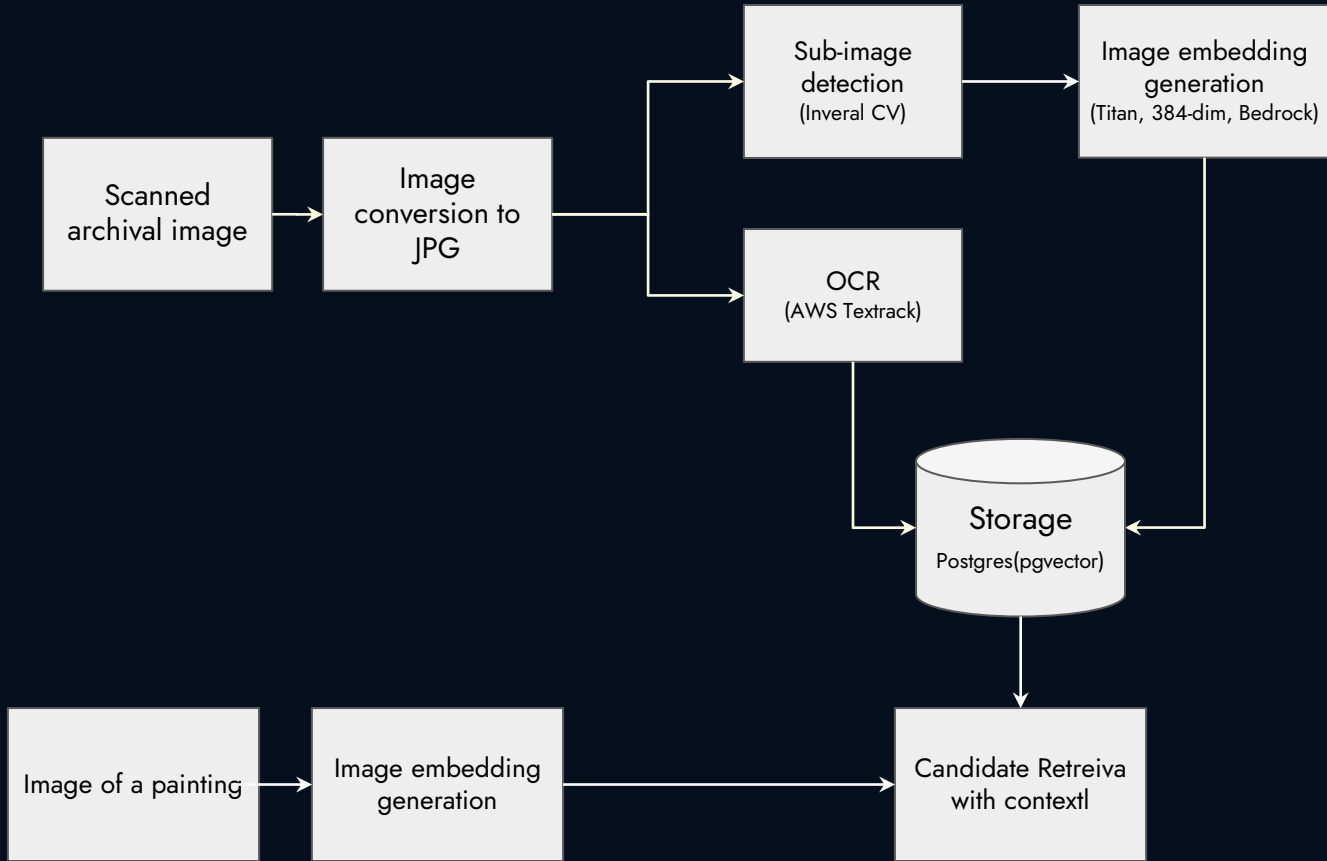 Scanned
archival image
Image
conversion to
JPG
Sub-image
detection
(Inveral CV)
Image embedding
generation
(Titan, 384-dim, Bedrock)
OCR
(AWS Textrack)
Storage
Postgres(pgvector)
Image of a painting
Image embedding
generation
Candidate Retreiva
with contextl